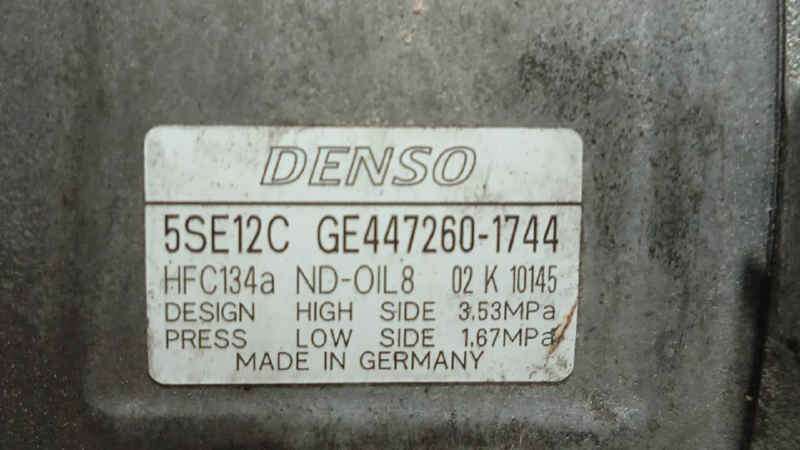 DENSO
5SE12C GE447260-1744
HFC134a ND-OIL8 02 K 10145
DESIGN HIGH SIDE 3.53MPa
PRESS LOW SIDE 1.67MPa
MADE IN GERMANY